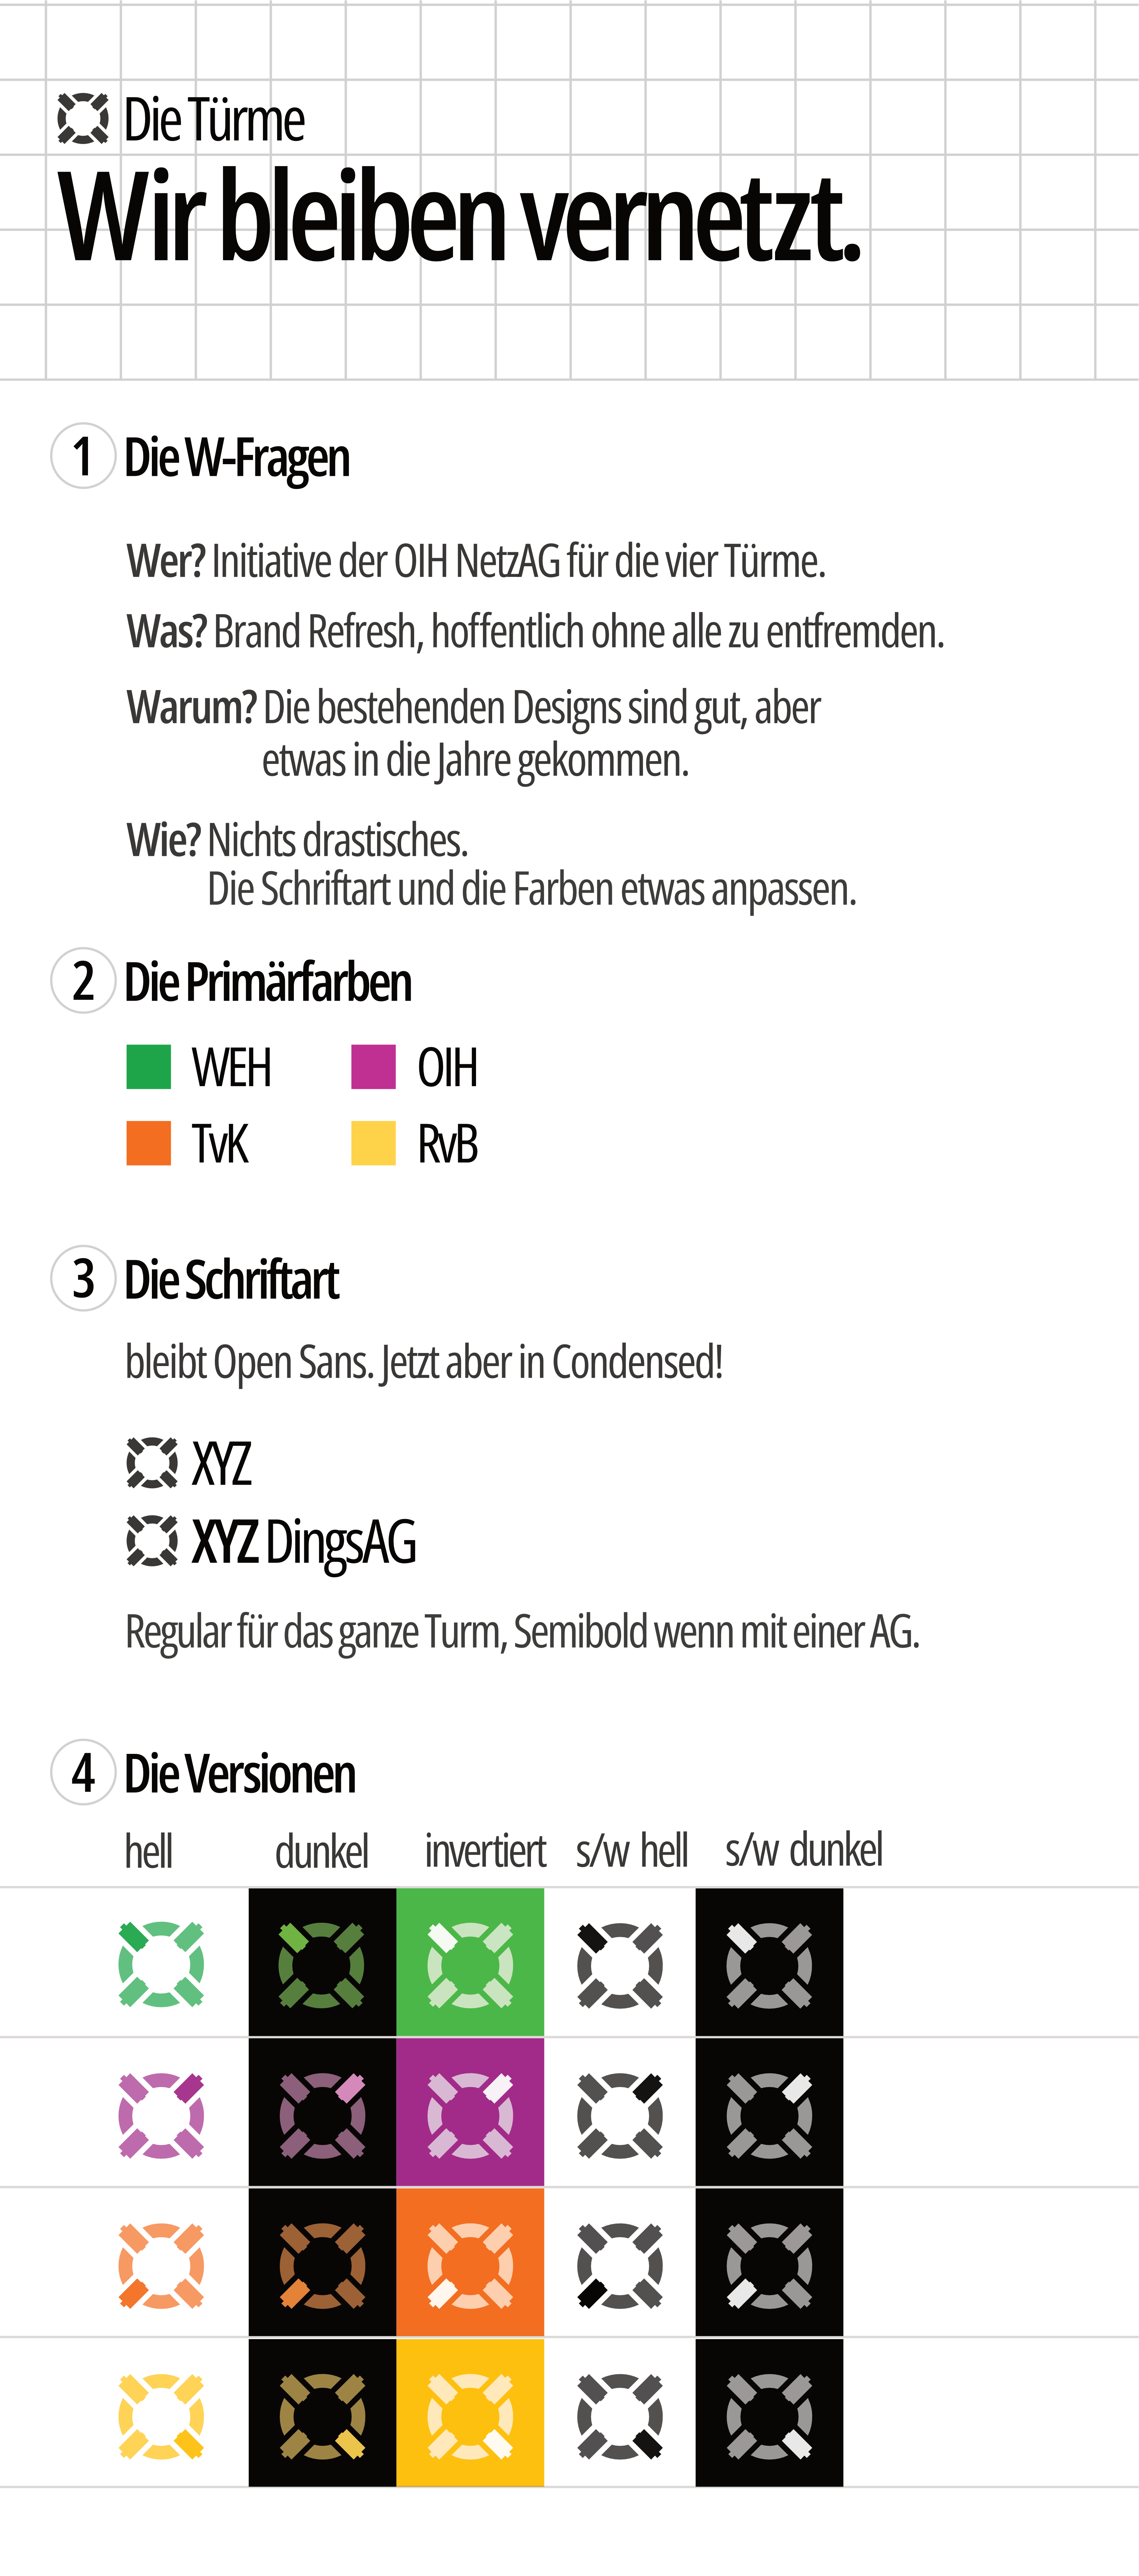 Die Türme
Wir bleiben vernetzt.
1 Die W-Fragen
Wer? Initiative der OIH NetzAG für die vier Türme.
Was? Brand Refresh, hoffentlich ohne alle zu entfremden.
Warum? Die bestehenden Designs sind gut, aber
etwas in die Jahre gekommen.
Wie? Nichts drastisches.
Die Schriftart und die Farben etwas anpassen.
2 Die Primärfarben
WEH OIH
TvK RvB
3 Die Schriftart
bleibt Open Sans. Jetzt aber in Condensed!
XYZ
XYZ DingsAG
Regular für das ganze Turm, Semibold wenn mit einer AG.
4 Die Versionen
hell dunkel invertiert s/w hell s/w dunkel